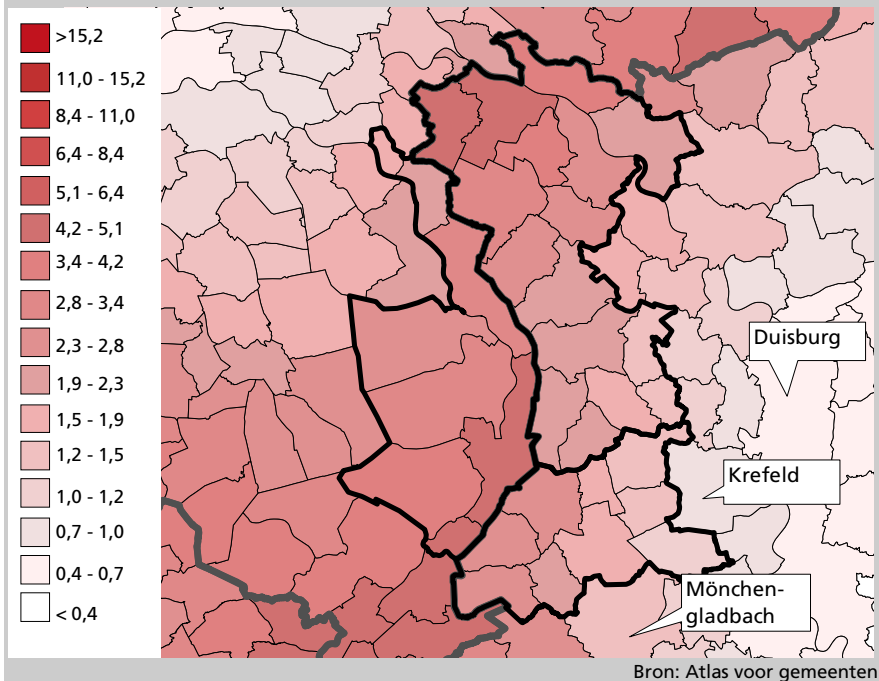 >15,2
11,0 - 15,2
8,4 - 11,0
6,4 - 8,4
5,1 - 6,4
4,2 - 5,1
3,4 - 4,2
2,8 - 3,4
2,3 - 2,8
1,9 - 2,3
1,5 - 1,9
1,2 - 1,5
1,0 - 1,2
0,7 - 1,0
0,4 - 0,7
< 0,4
Duisburg
Krefeld
Mönchen-
gladbach
Bron: Atlas voor gemeenten